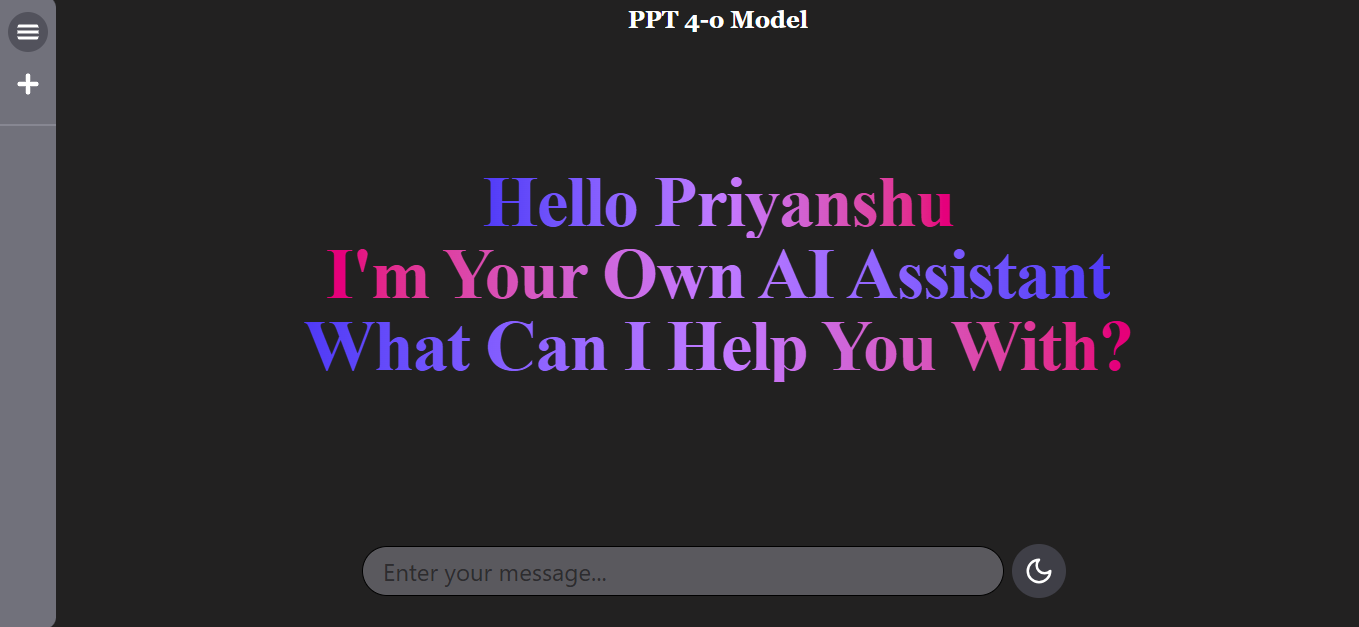 PPT 4-o Model
Hello Priyanshu
I'm Your Own AI Assistant
What Can I Help You With?
Enter your message...